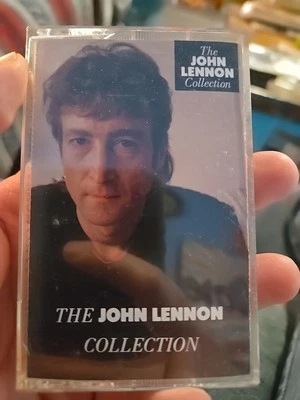 The
JOHN
LENNON
Collection
THE JOHN LENNON
COLLECTION